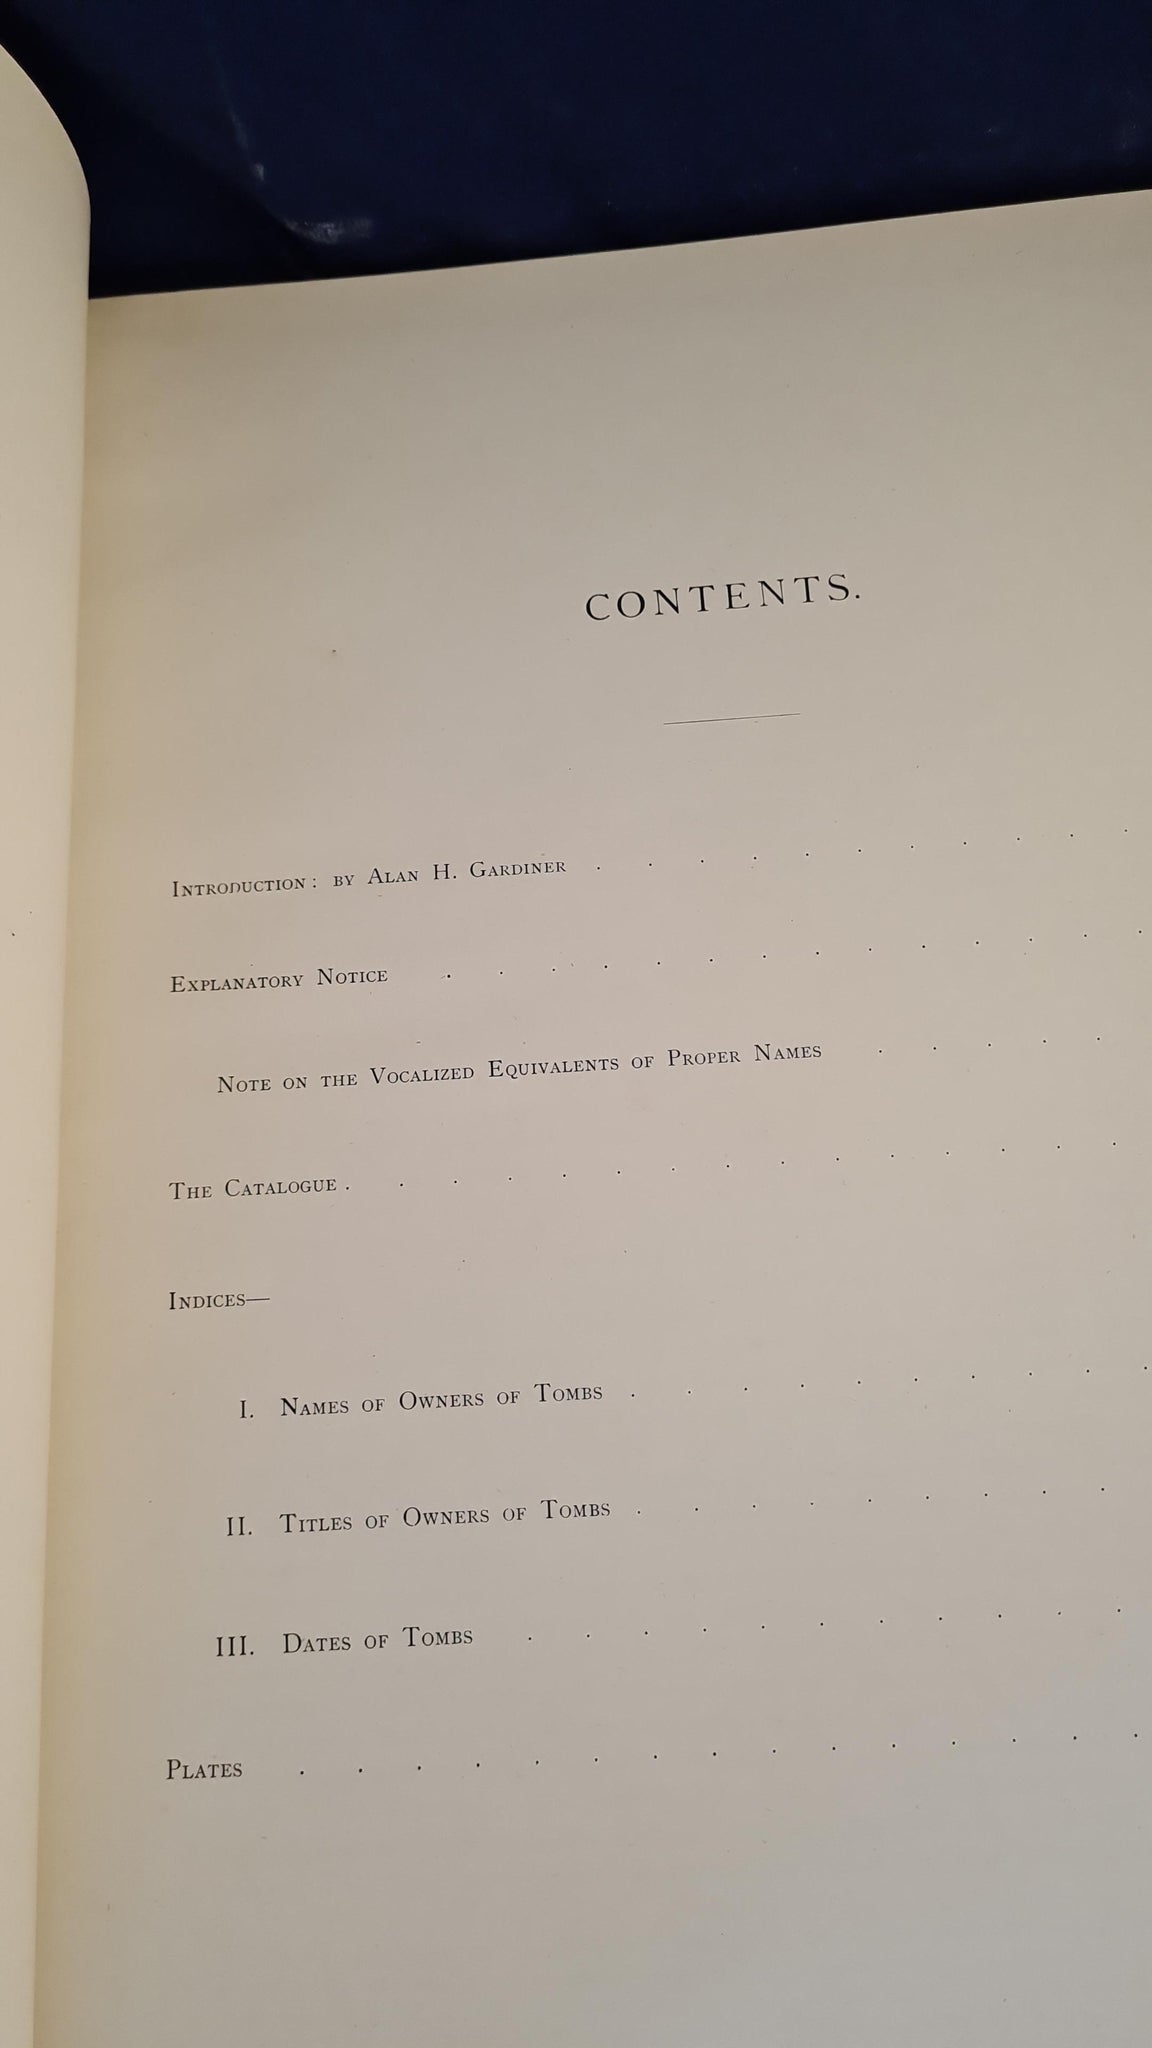 CONTENTS.
INTRODUCTION: BY ALAN H. GARDINER . . . . . . . . . . .
EXPLANATORY NOTICE . . . . . . . . . . . . . .
NOTE ON THE VOCALIZED EQUIVALENTS OF PROPER NAMES . . . . .
THE CATALOGUE . . . . . . . . . . . . . . .
INDICES—
I. NAMES OF OWNERS OF TOMBS . . . . . . . . . .
II. TITLES OF OWNERS OF TOMBS . . . . . . . . .
III. DATES OF TOMBS . . . . . . . . . . .
PLATES . . . . . . . . . . . . . . .